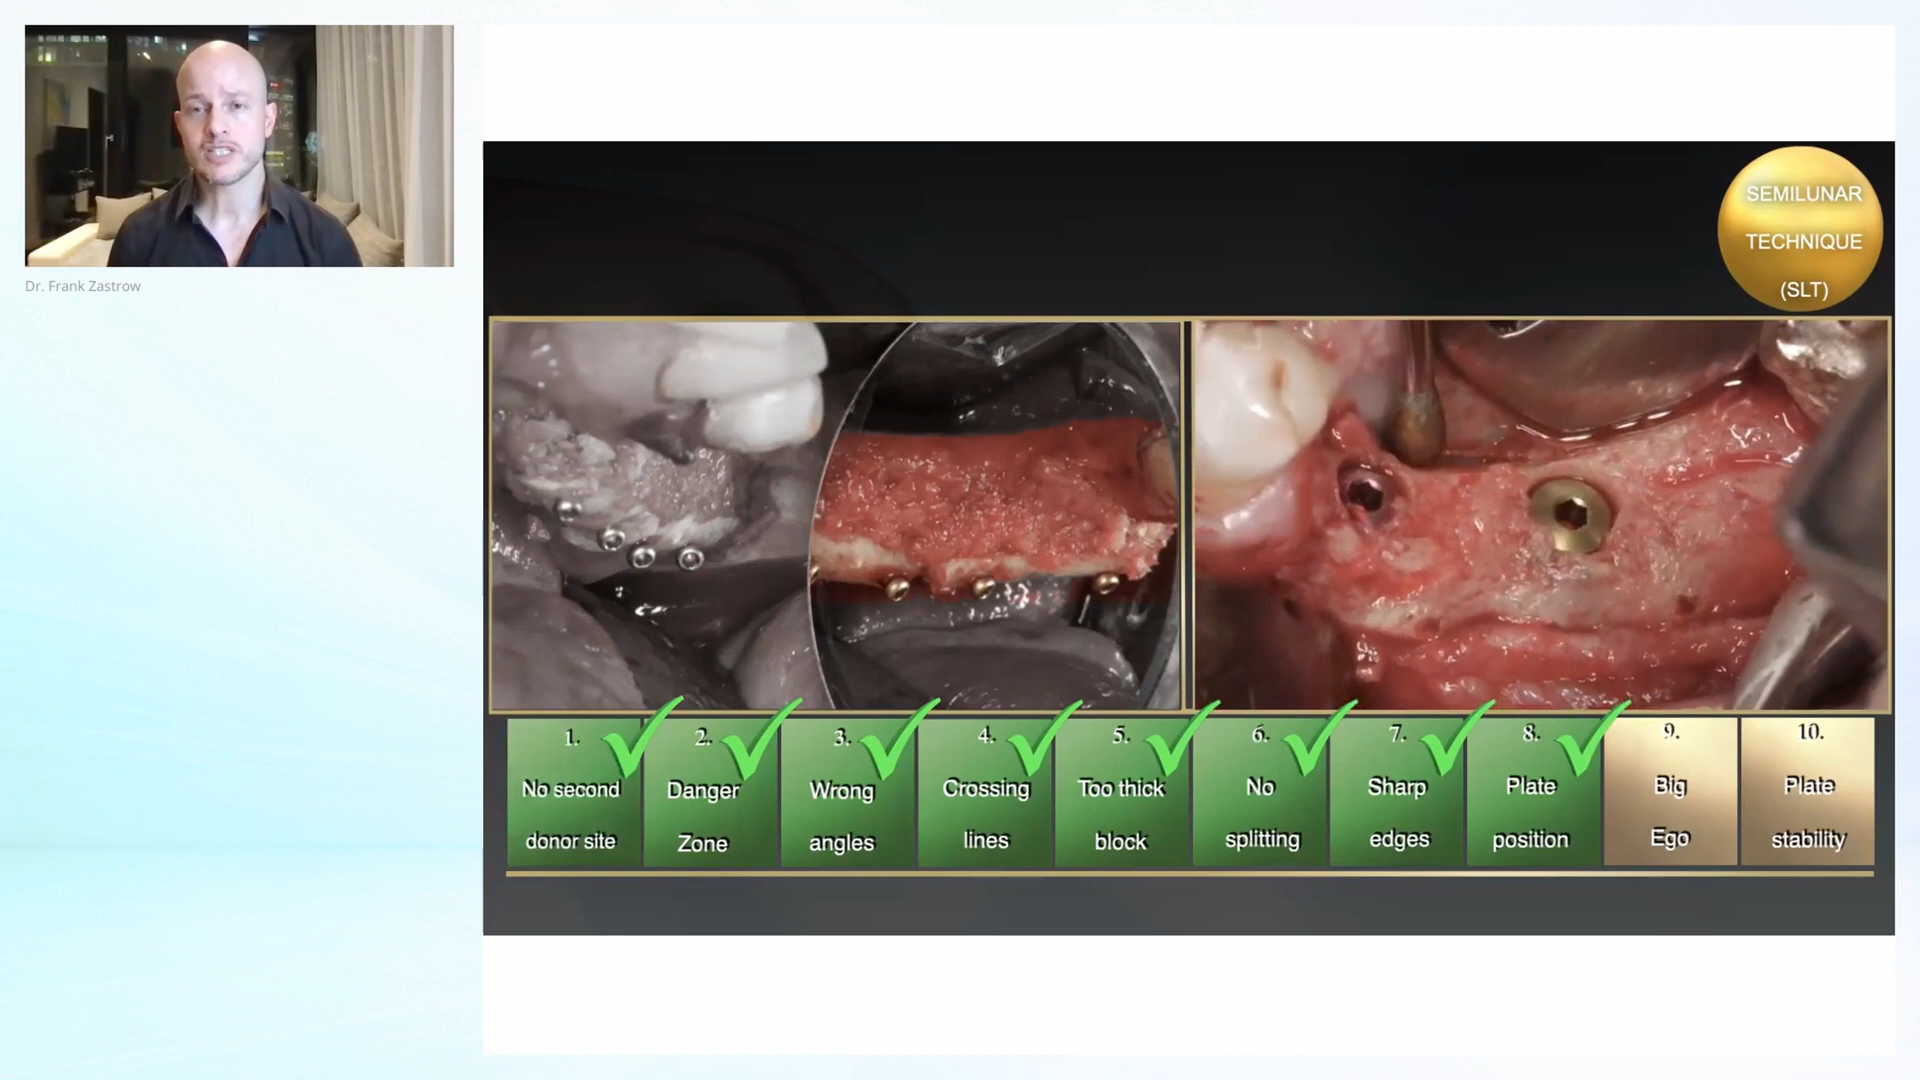 Dr. Frank Zastrow
SEMILUNAR
TECHNIQUE
(SLT)
1.
No second
donor site
2.
Danger
Zone
3.
Wrong
angles
4.
Crossing
lines
5.
Too thick
block
6.
No
splitting
7.
Sharp
edges
8.
Plate
position
9.
Big
Ego
10.
Plate
stability